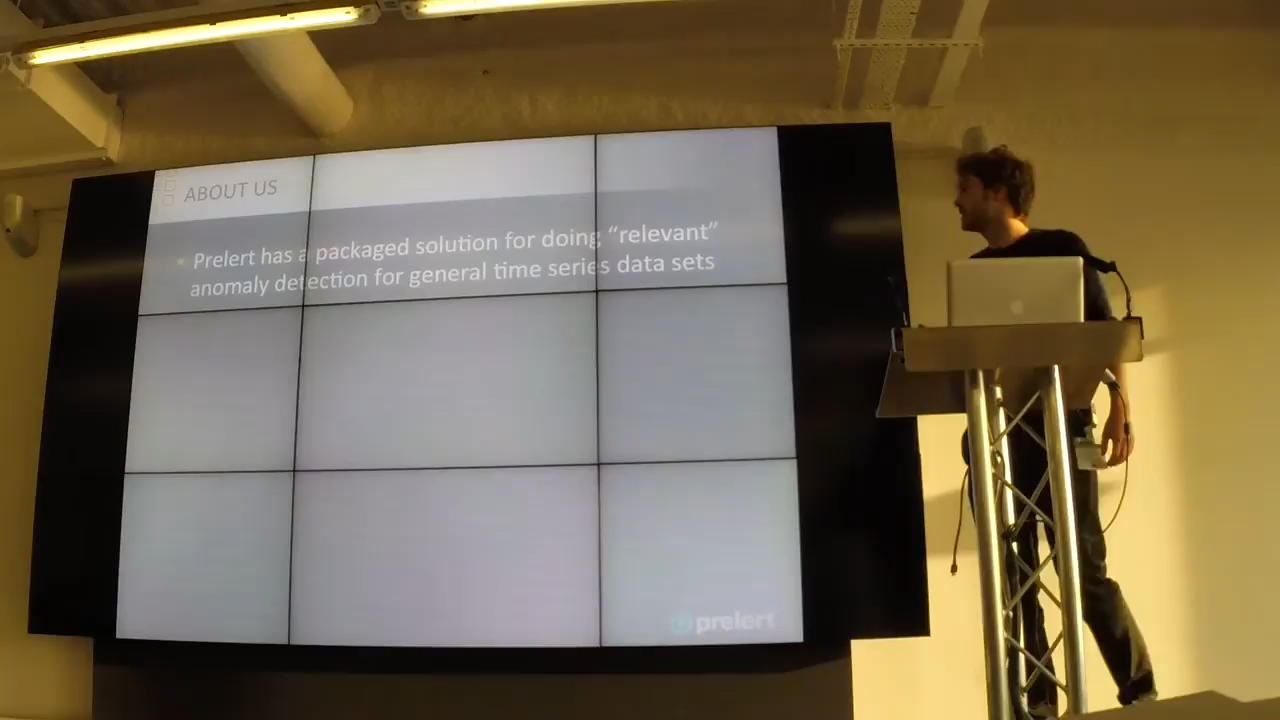 ABOUT US
Prelert has a packaged solution for doing “relevant”
anomaly detection for general time series data sets
prelert